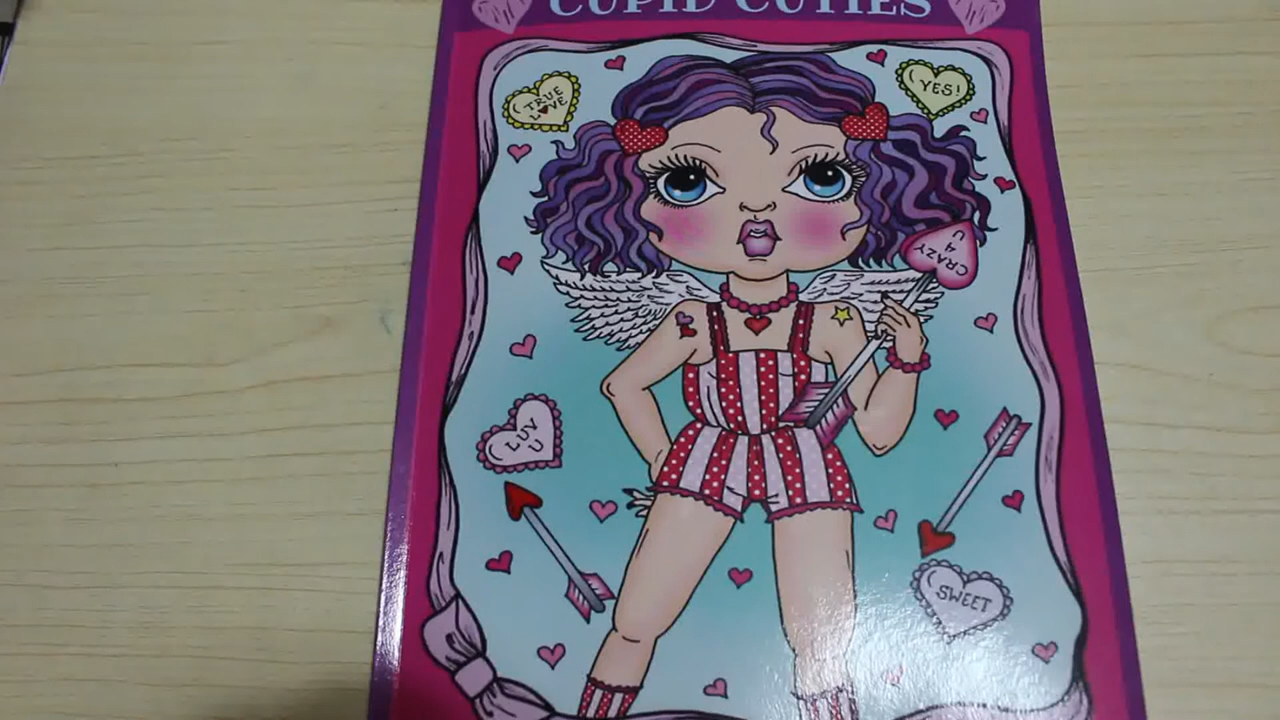 CUPID CUTIES
TRUE
LOVE
YES!
CRAZY
4
U
LUV
U
SWEET